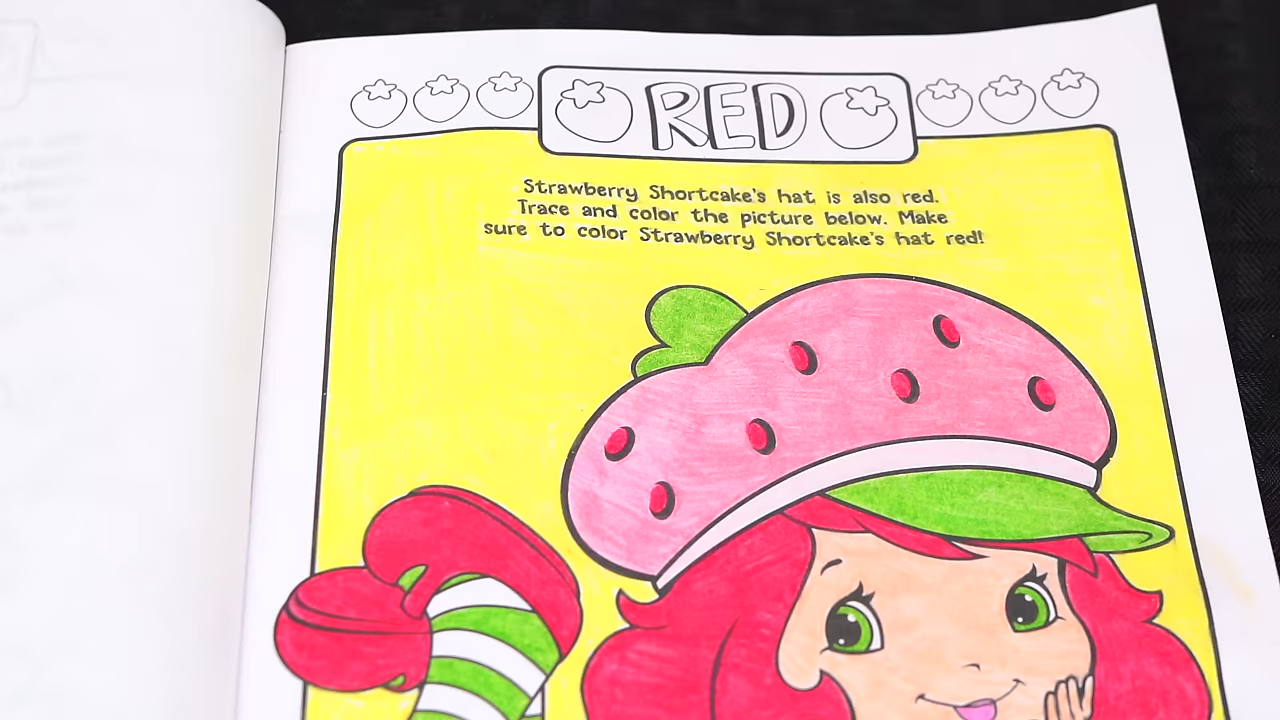 RED
Strawberry Shortcake's hat is also red.
Trace and color the picture below. Make
sure to color Strawberry Shortcake's hat red!